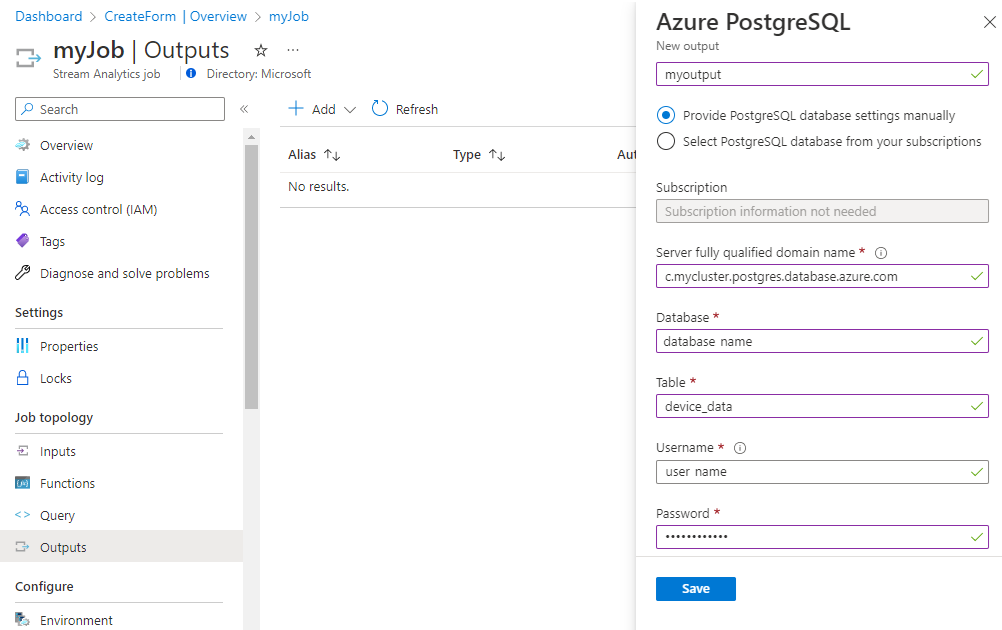 Dashboard > CreateForm | Overview > myJob
myJob | Outputs
Stream Analytics job
Directory: Microsoft
Search
Overview
Activity log
Access control (IAM)
Tags
Diagnose and solve problems
Settings
Properties
Locks
Job topology
Inputs
Functions
Query
Outputs
Configure
Environment
Add
Refresh
Alias
Type
Aut
No results.
Azure PostgreSQL
New output
myoutput
Provide PostgreSQL database settings manually
Select PostgreSQL database from your subscriptions
Subscription
Subscription information not needed
Server fully qualified domain name *
c.mycluster.postgres.database.azure.com
Database *
database name
Table *
device_data
Username *
user name
Password *
••••••••••••
Save